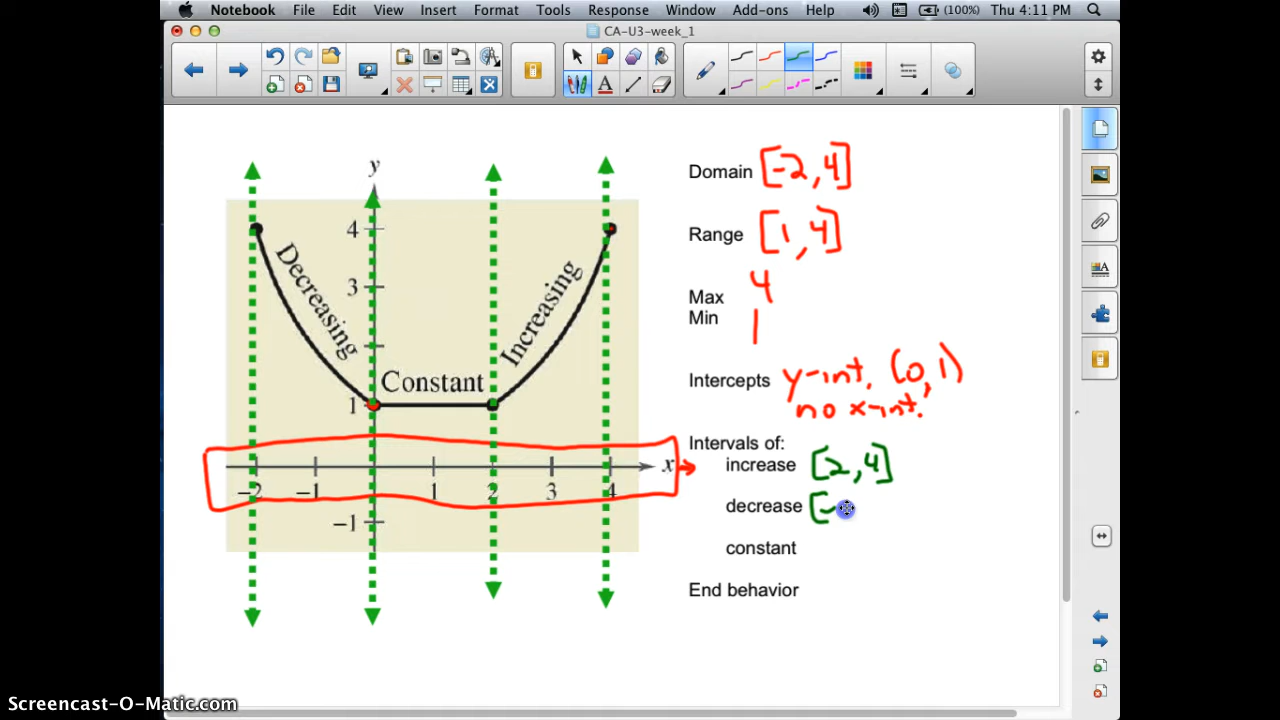 Notebook File Edit View Insert Format Tools Response Window Add-ons Help (100%) Thu 4:11 PM
CA-U3-week_1
y
4
3
1
-1
Decreasing
Constant
Increasing
x
-2 -1 1 2 3 4
Domain [-2,4]
Range [1,4]
Max 4
Min 1
Intercepts y-int. (0,1)
no x-int.
Intervals of:
increase [2,4]
decrease [-
constant
End behavior
Screencast-O-Matic.com